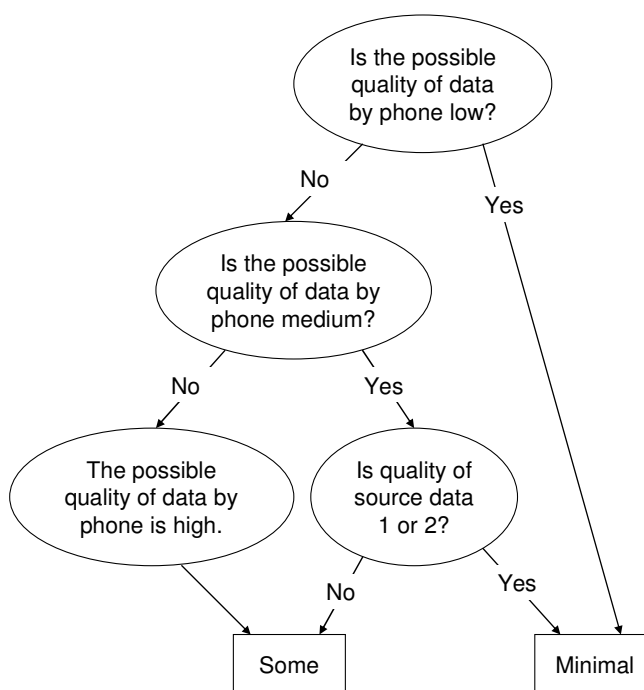 Is the possible
quality of data
by phone low?
No
Yes
Is the possible
quality of data by
phone medium?
No
Yes
The possible
quality of data by
phone is high.
Is quality of
source data
1 or 2?
No
Yes
Some
Minimal